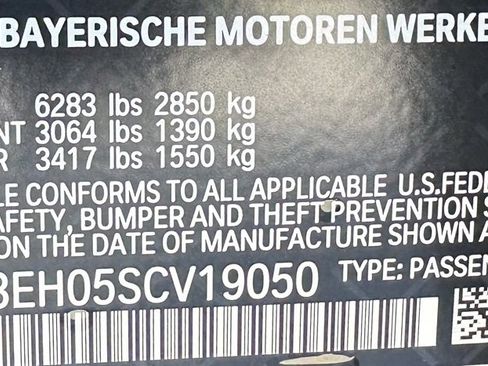 BAYERISCHE MOTOREN WERKE
6283 lbs 2850 kg
NT 3064 lbs 1390 kg
R 3417 lbs 1550 kg
LE CONFORMS TO ALL APPLICABLE U.S.FEDE
AFETY, BUMPER AND THEFT PREVENTION S
ON THE DATE OF MANUFACTURE SHOWN A
3EH05SCV19050 TYPE: PASSEN